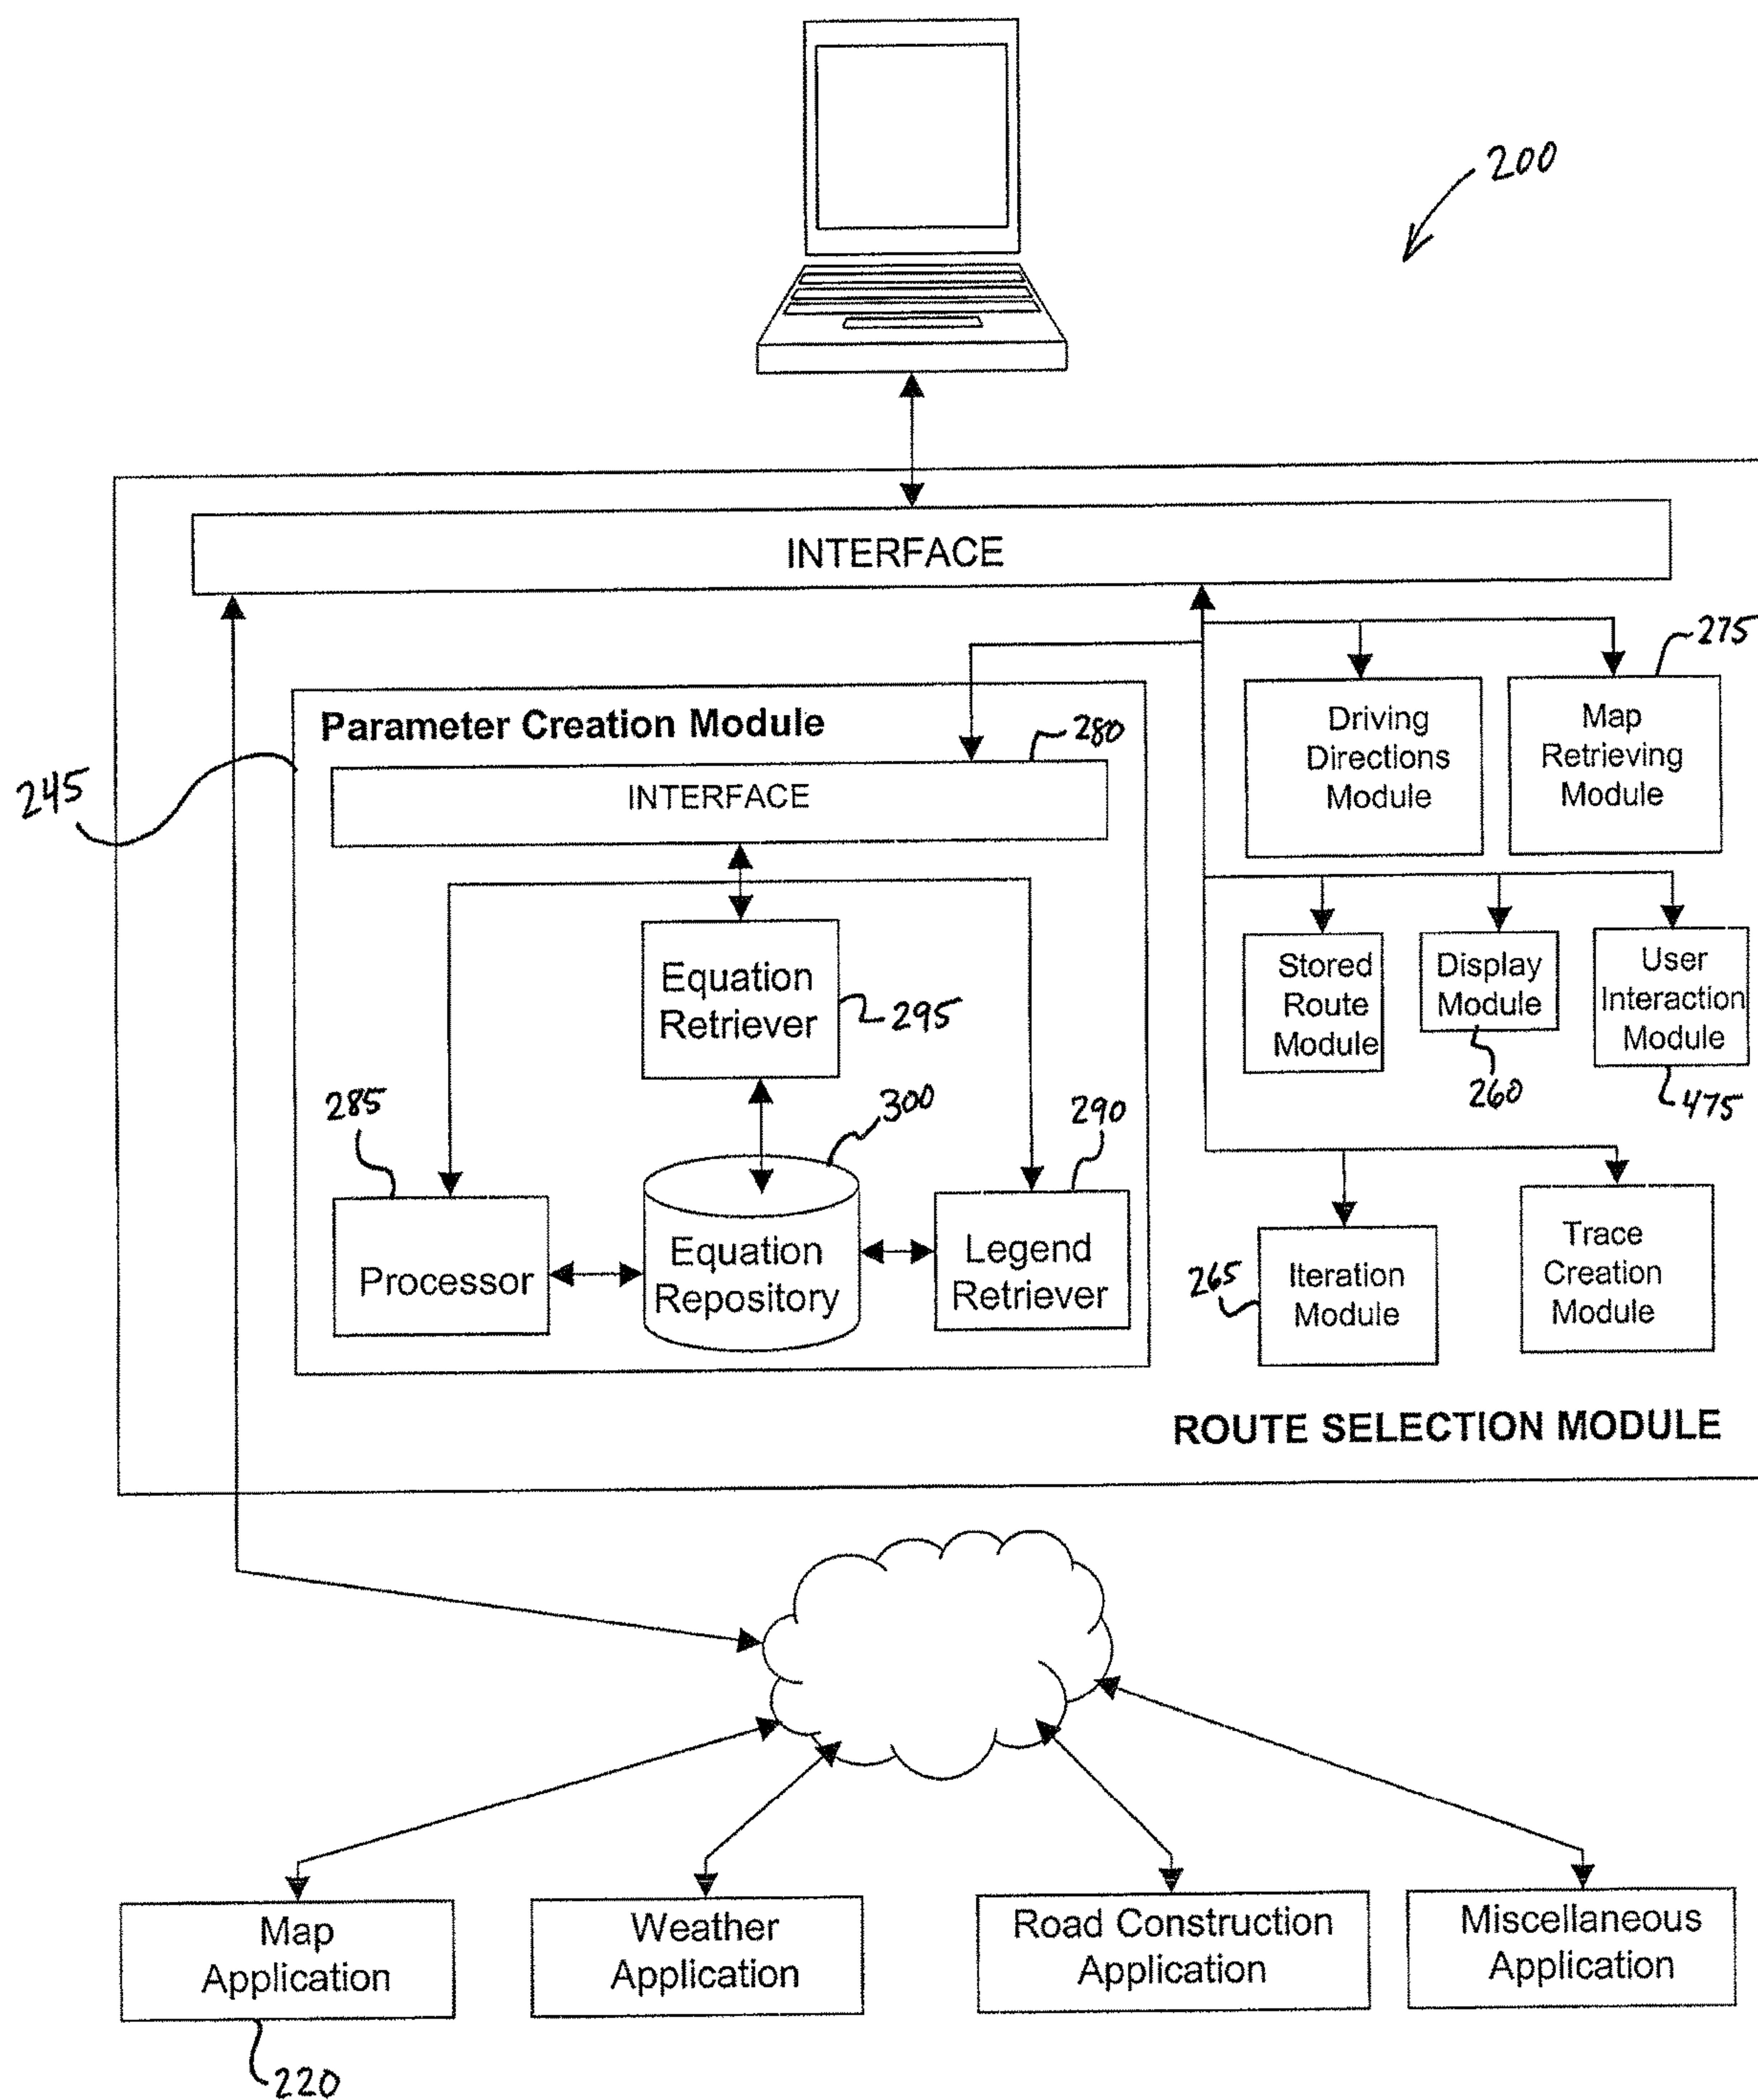 200
INTERFACE
275
Parameter Creation Module
280
245
INTERFACE
Driving
Directions
Module
Map
Retrieving
Module
Equation
Retriever
295
Stored
Route
Module
Display
Module
User
Interaction
Module
260
475
285
300
290
Processor
Equation
Repository
Legend
Retriever
265
Iteration
Module
Trace
Creation
Module
ROUTE SELECTION MODULE
Map
Application
Weather
Application
Road Construction
Application
Miscellaneous
Application
220